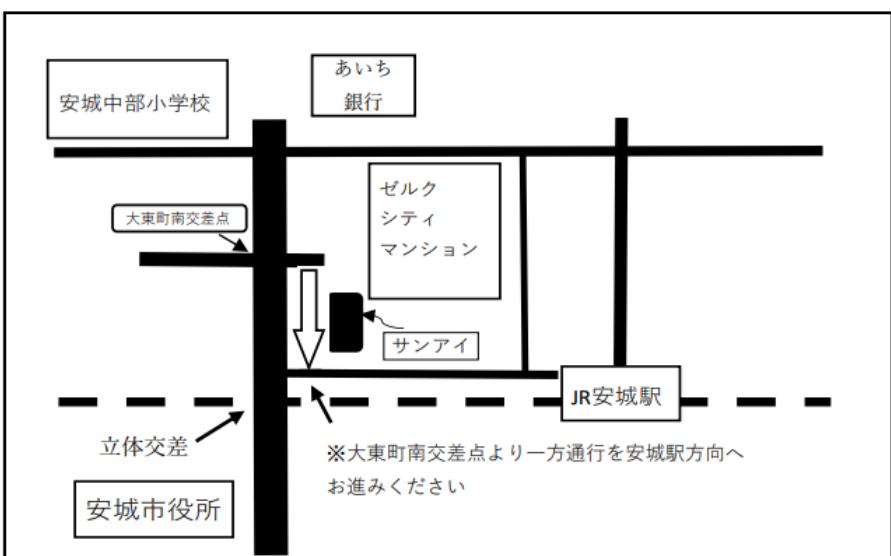 あいち
銀行
安城中部小学校
ゼルク
シティ
マンション
大東町南交差点
サンアイ
JR安城駅
立体交差
※大東町南交差点より一方通行を安城駅方向へ
お進みください
安城市役所